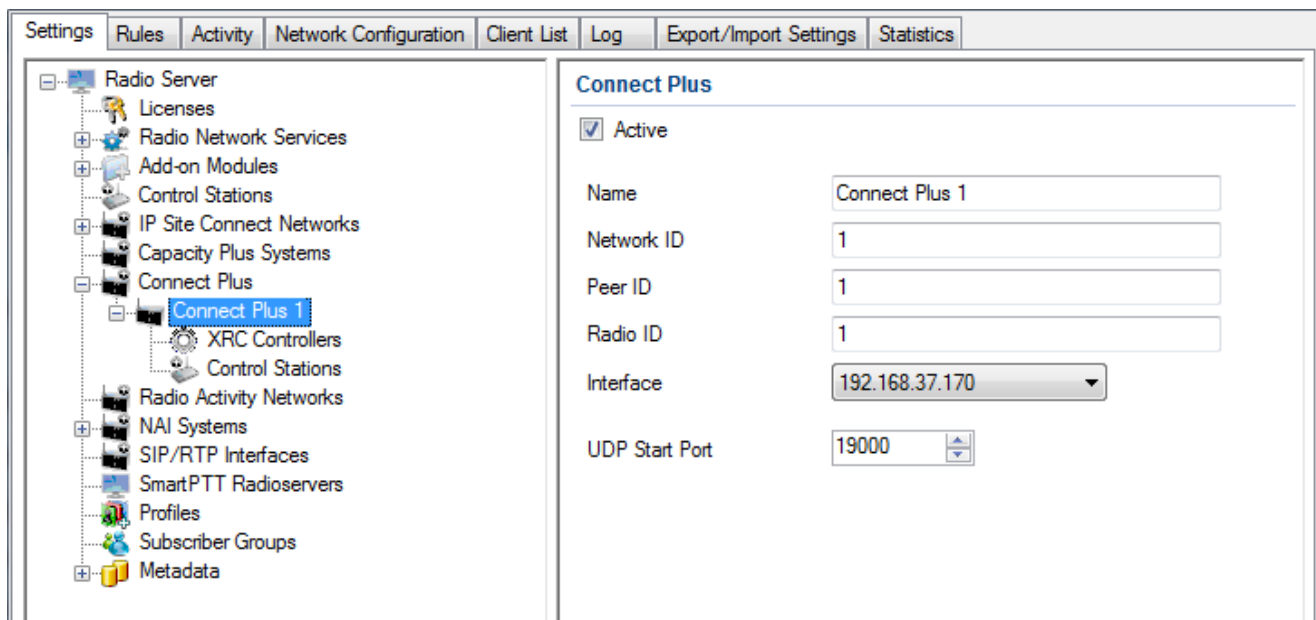 Settings Rules Activity Network Configuration Client List Log Export/Import Settings Statistics
Radio Server
Licenses
Radio Network Services
Add-on Modules
Control Stations
IP Site Connect Networks
Capacity Plus Systems
Connect Plus
Connect Plus 1
XRC Controllers
Control Stations
Radio Activity Networks
NAI Systems
SIP/RTP Interfaces
SmartPTT Radioservers
Profiles
Subscriber Groups
Metadata
Connect Plus
Active
Name Connect Plus 1
Network ID 1
Peer ID 1
Radio ID 1
Interface 192.168.37.170
UDP Start Port 19000